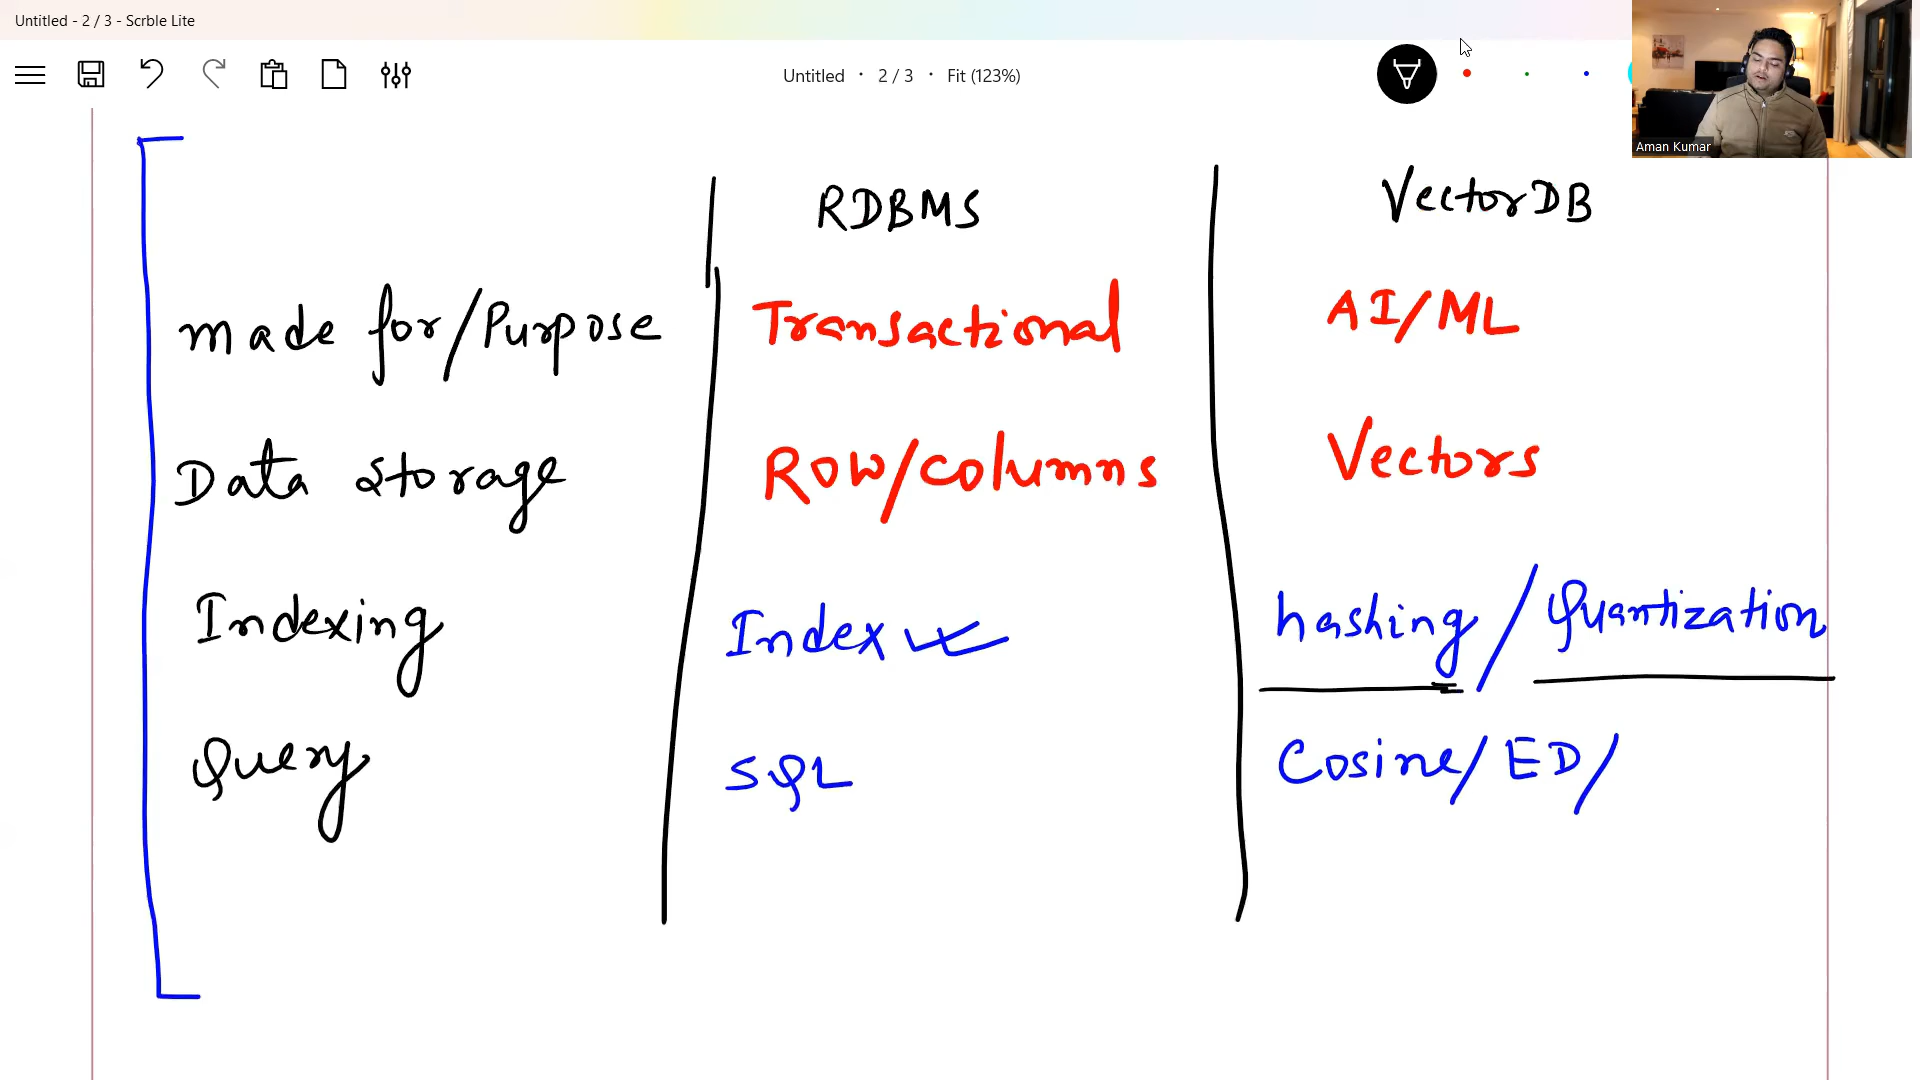 Untitled - 2 / 3 - Scrble Lite
Untitled • 2 / 3 • Fit (123%)
Aman Kumar
RDBMS VectorDB
made for/Purpose Transactional AI/ML
Data storage Row/columns Vectors
Indexing Index hashing/Quantization
Query SQL Cosine/ED/